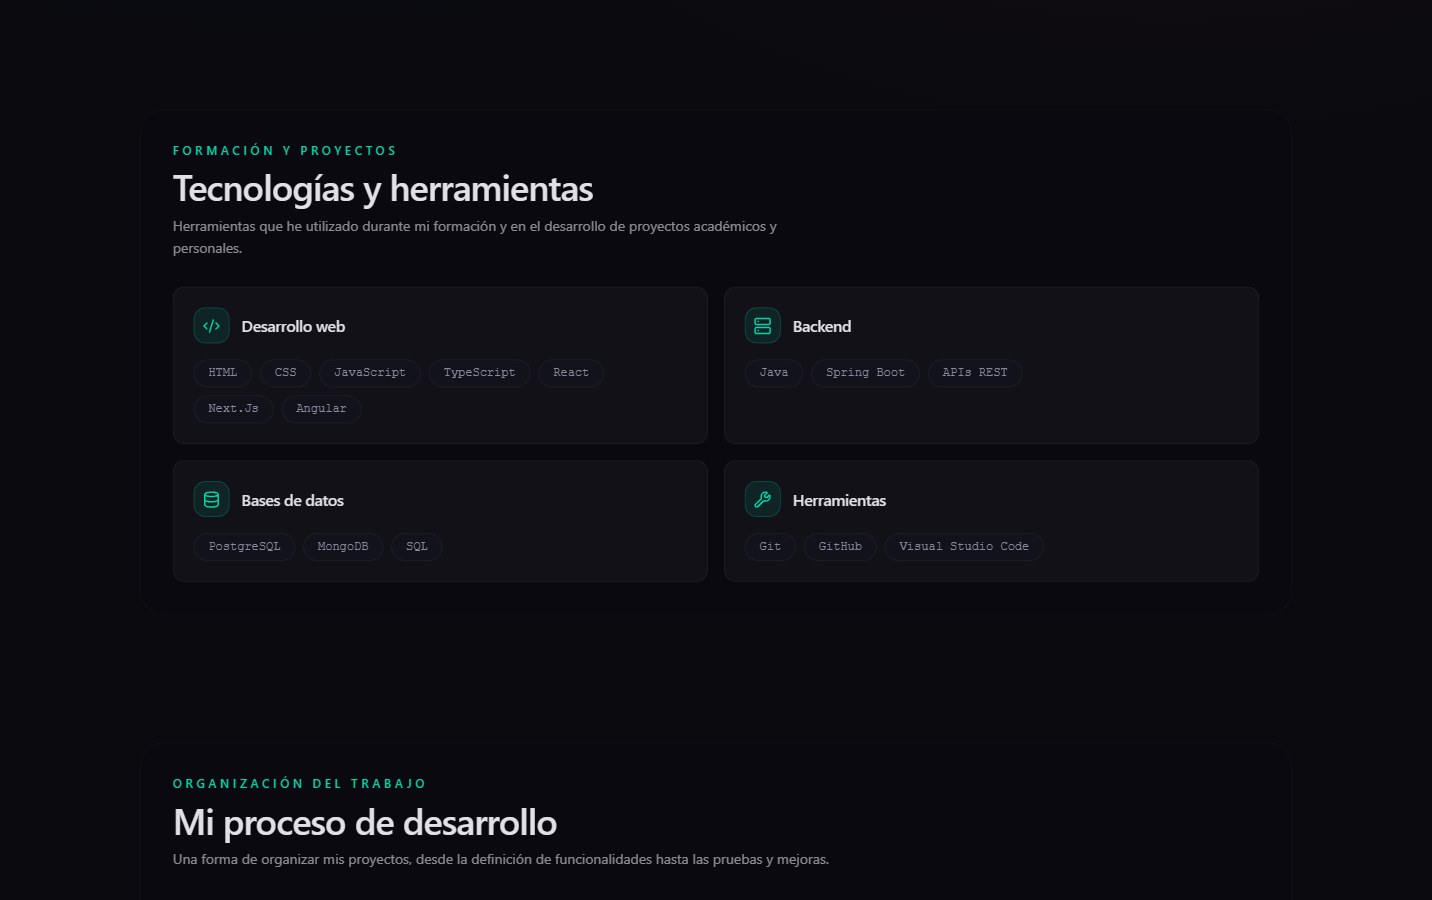 FORMACIÓN Y PROYECTOS
Tecnologías y herramientas
Herramientas que he utilizado durante mi formación y en el desarrollo de proyectos académicos y
personales.
Desarrollo web
HTML CSS JavaScript TypeScript React
Next.Js Angular
Backend
Java Spring Boot APIs REST
Bases de datos
PostgreSQL MongoDB SQL
Herramientas
Git GitHub Visual Studio Code
ORGANIZACIÓN DEL TRABAJO
Mi proceso de desarrollo
Una forma de organizar mis proyectos, desde la definición de funcionalidades hasta las pruebas y mejoras.